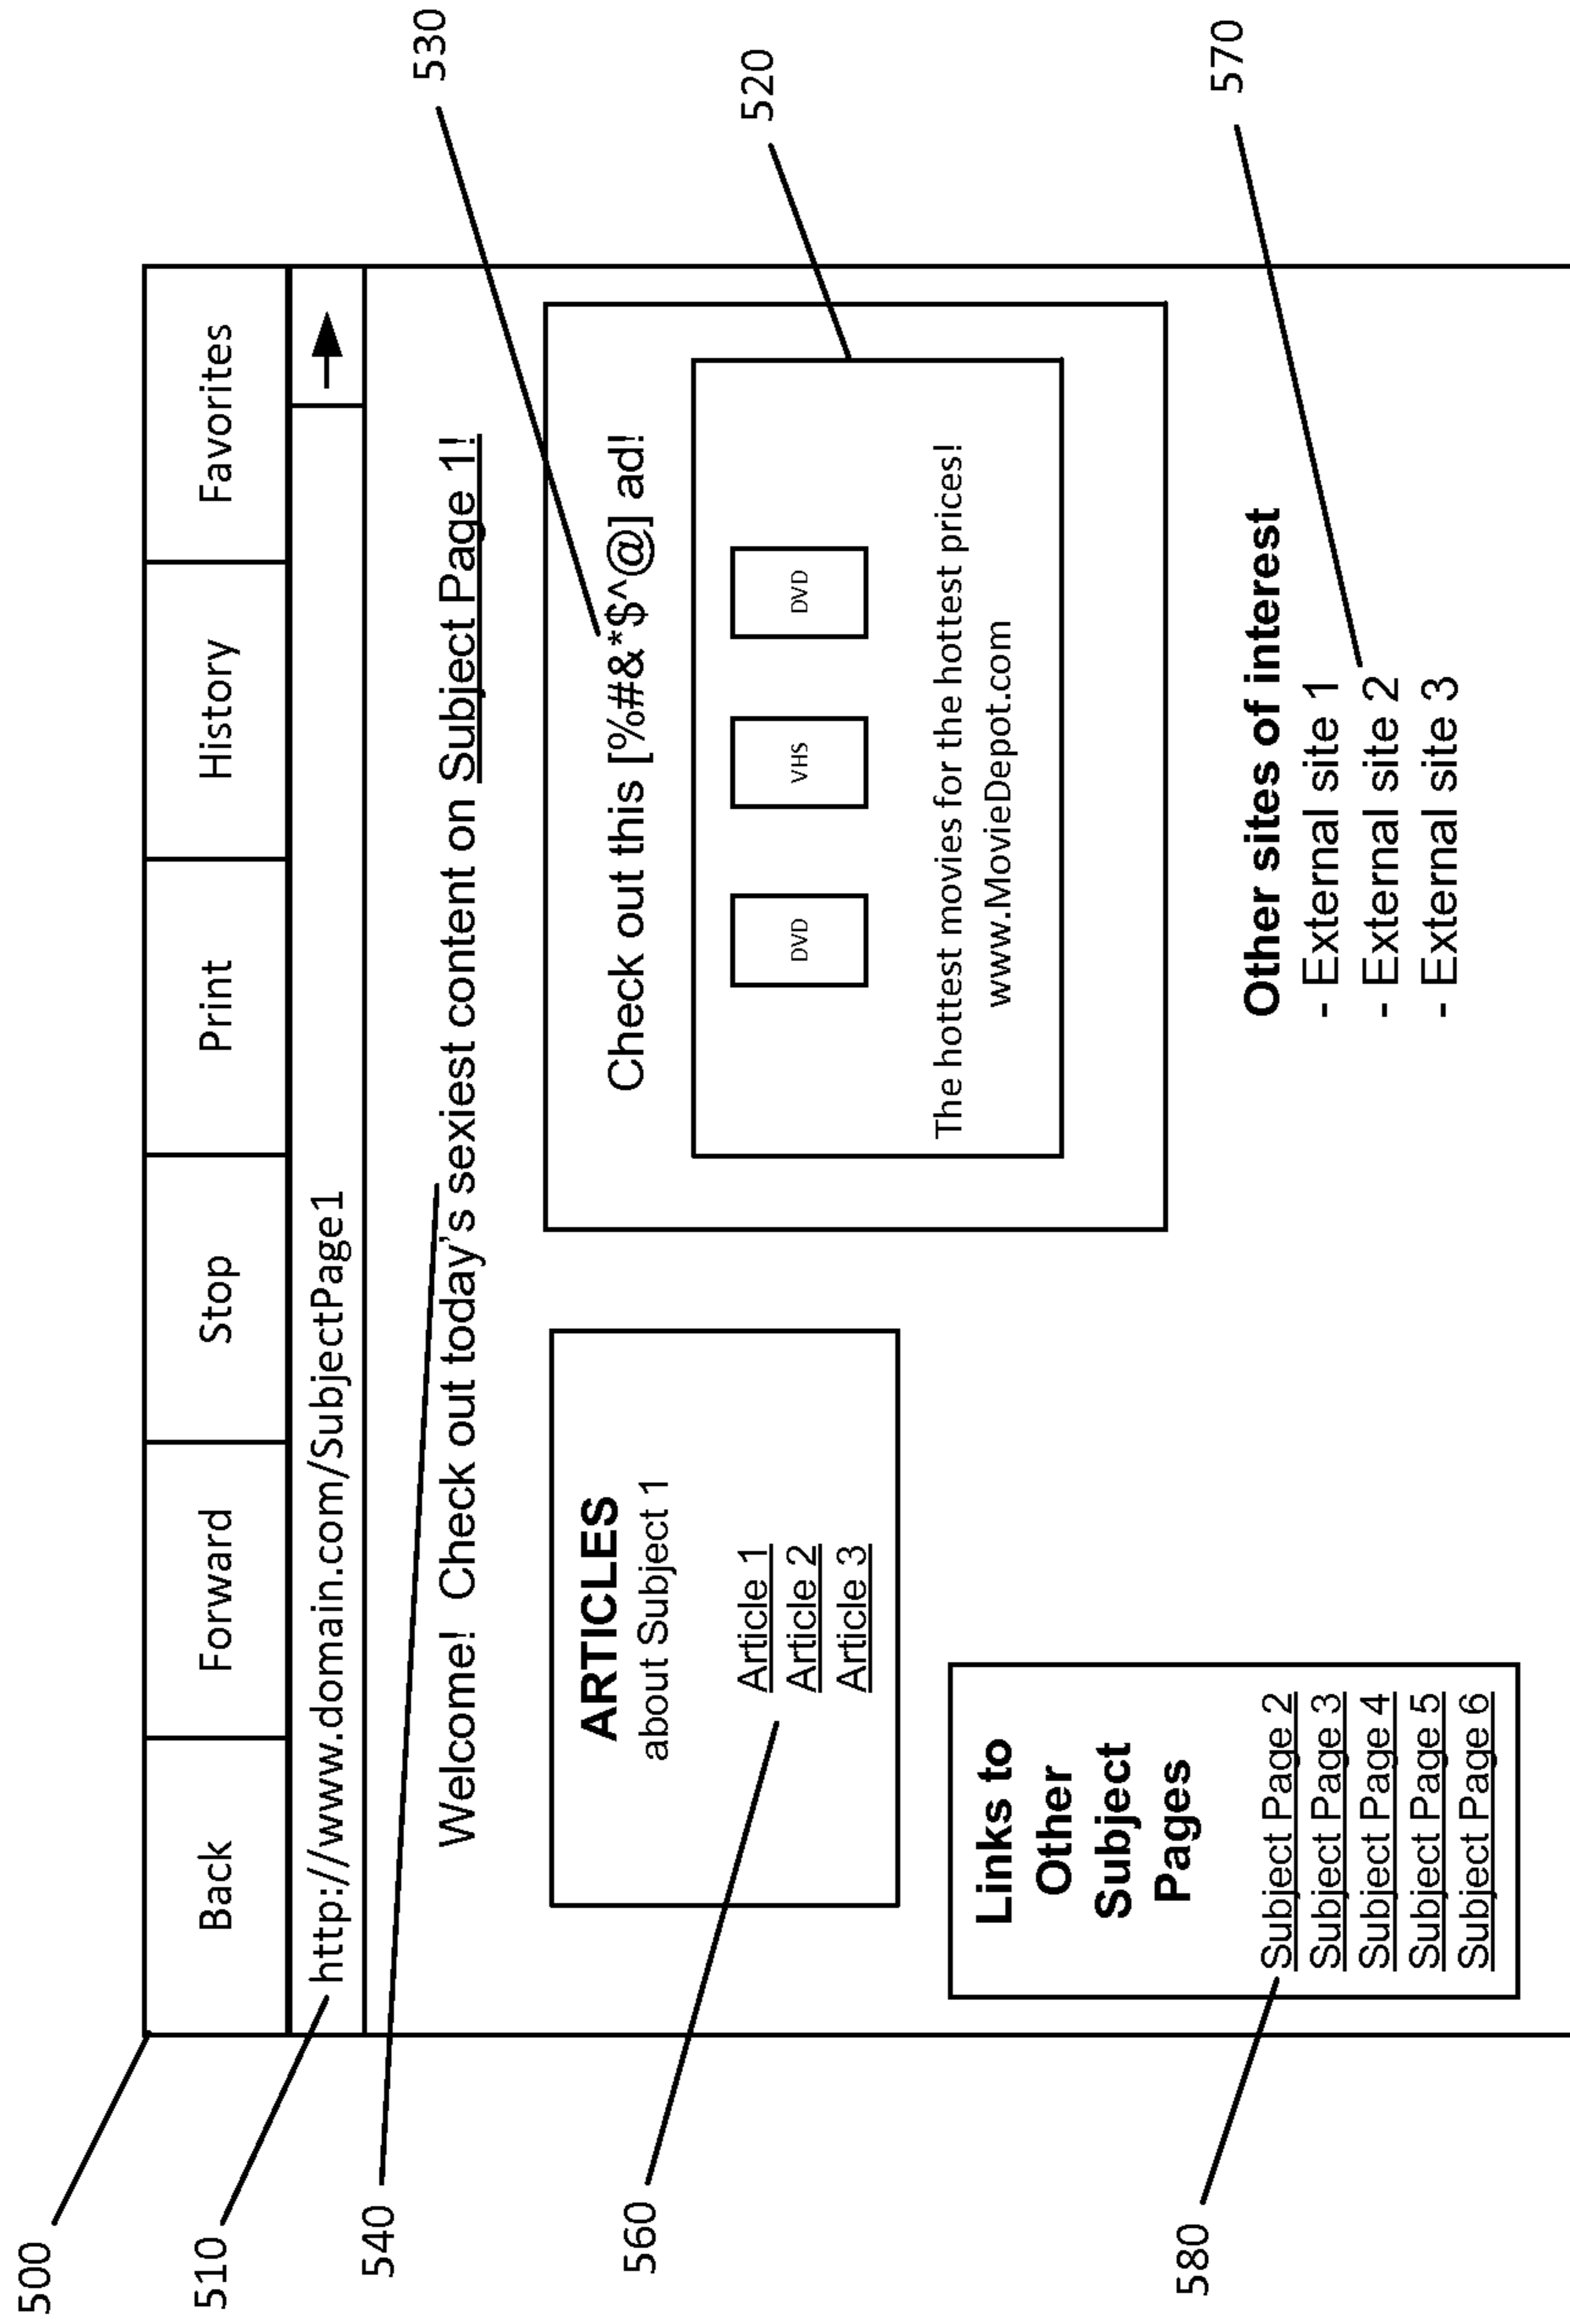 500
510
540
560
580
530
520
570
Back Forward Stop Print History Favorites
http://www.domain.com/SubjectPage1
Welcome! Check out today's sexiest content on Subject Page 1!
ARTICLES
about Subject 1
Article 1
Article 2
Article 3
Check out this [%#&*$^@] ad!
DVD VHS DVD
The hottest movies for the hottest prices!
www.MovieDepot.com
Links to
Other
Subject
Pages
Subject Page 2
Subject Page 3
Subject Page 4
Subject Page 5
Subject Page 6
Other sites of interest
- External site 1
- External site 2
- External site 3